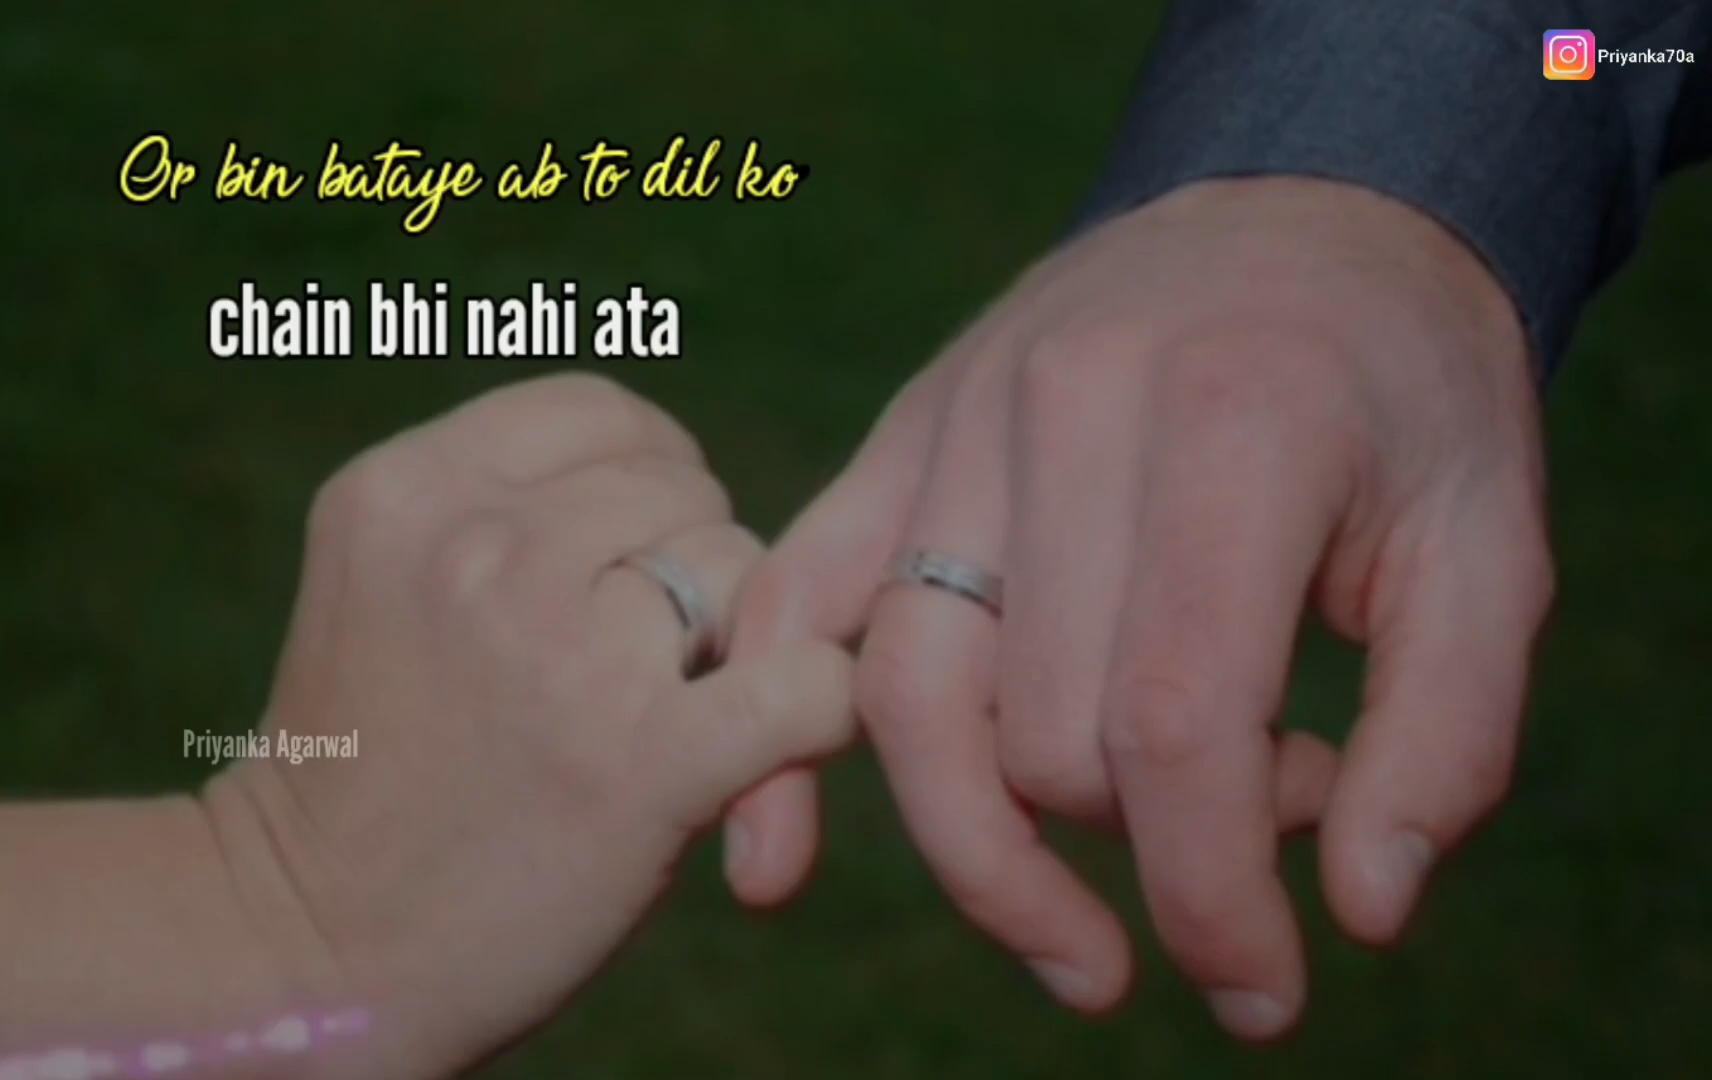 Priyanka70a
Or bin bataye ab to dil ko
chain bhi nahi ata
Priyanka Agarwal